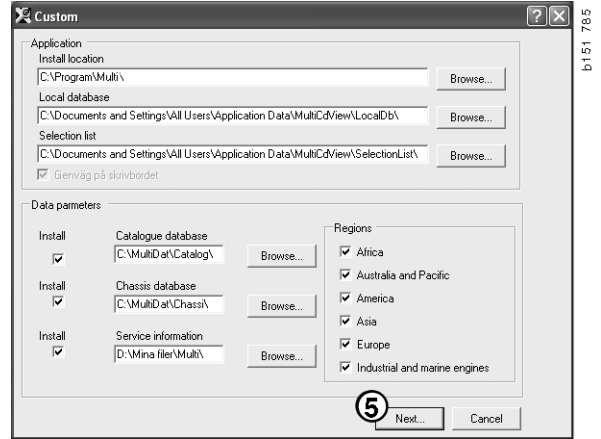 Custom
Application
Install location
C:\Program\Multi\
Browse...
Local database
C:\Documents and Settings\All Users\Application Data\MultiCdView\LocalDb\
Browse...
Selection list
C:\Documents and Settings\All Users\Application Data\MultiCdView\SelectionList\
Browse...
Genväg på skrivbordet
Data parmeters
Install
Catalogue database
C:\MultiDat\Catalog\
Browse...
Install
Chassis database
C:\MultiDat\Chassi\
Browse...
Install
Service information
D:\Mina filer\Multi\
Browse...
Regions
Africa
Australia and Pacific
America
Asia
Europe
Industrial and marine engines
5
Next...
Cancel
b151 785